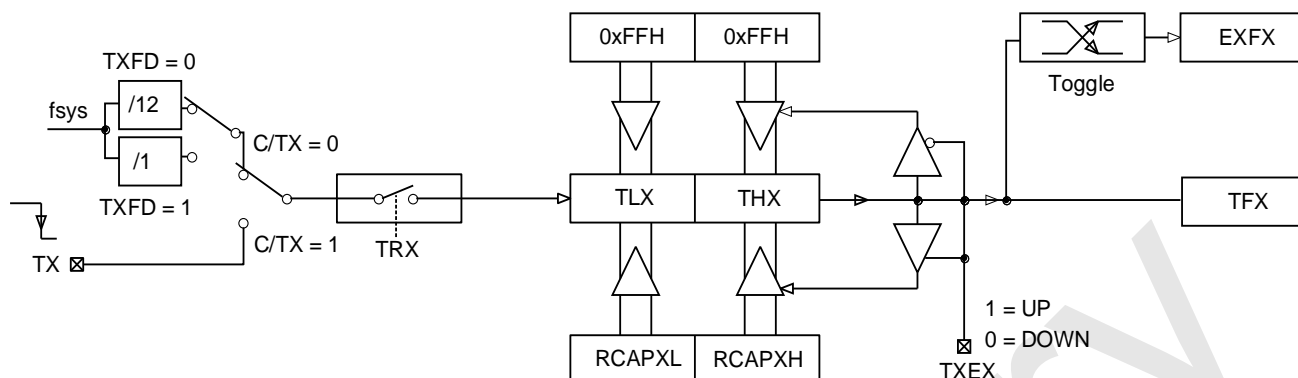 0xFFH 0xFFH EXFX
Toggle
TXFD = 0
fsys /12
C/TX = 0
/1
TXFD = 1
TLX THX TFX
TRX
C/TX = 1
TX
1 = UP
0 = DOWN
RCAPXL RCAPXH
TXEX